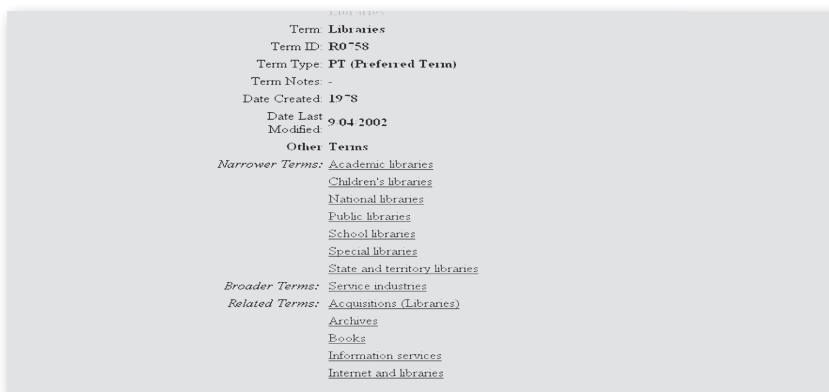 Libraries
Term: Libraries
Term ID: R0758
Term Type: PT (Preferred Term)
Term Notes: -
Date Created: 1978
Date Last
Modified: 9/04/2002
Other Terms
Narrower Terms: Academic libraries
Children's libraries
National libraries
Public libraries
School libraries
Special libraries
State and territory libraries
Broader Terms: Service industries
Related Terms: Acquisitions (Libraries)
Archives
Books
Information services
Internet and libraries